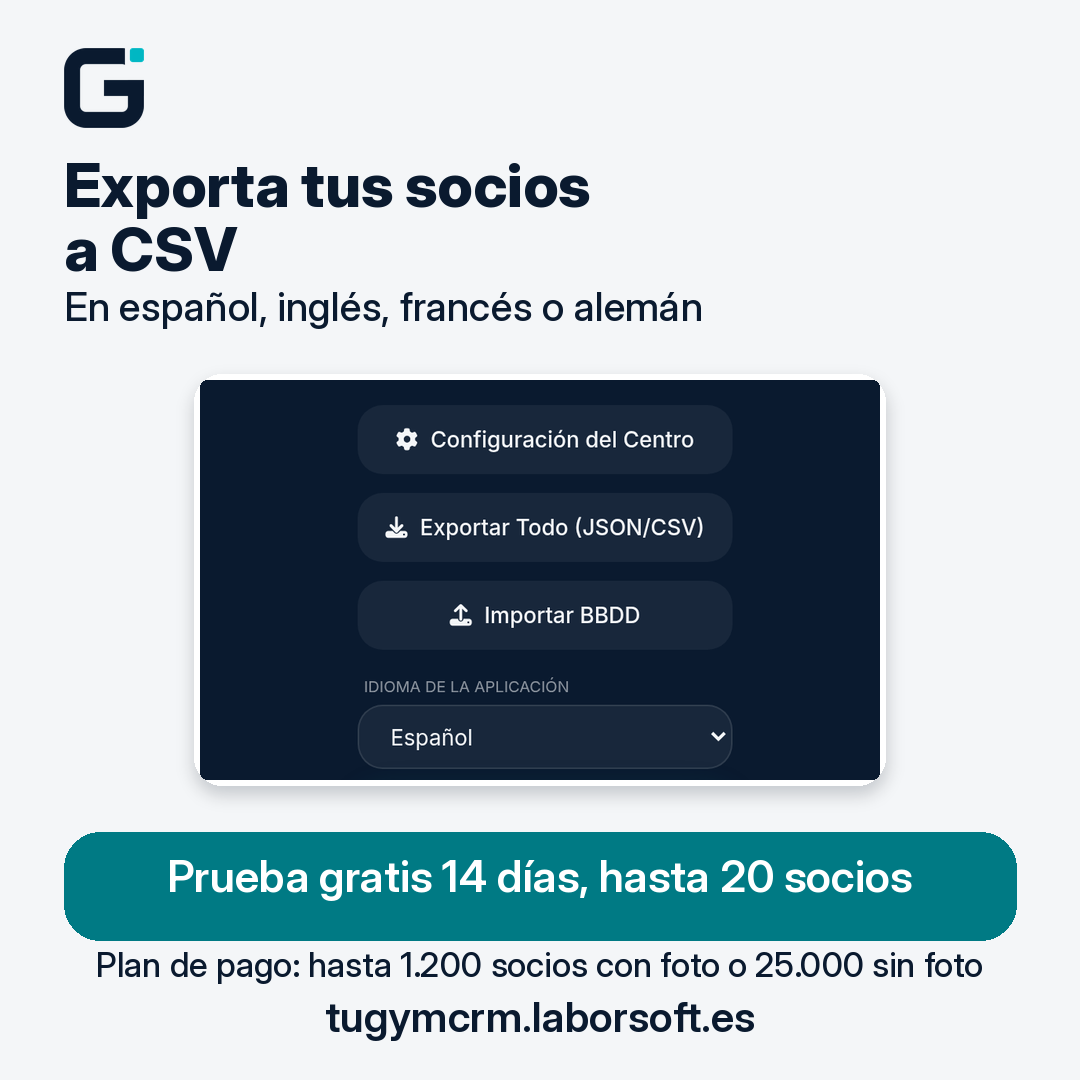 G
Exporta tus socios
a CSV
En español, inglés, francés o alemán
Configuración del Centro
Exportar Todo (JSON/CSV)
Importar BBDD
IDIOMA DE LA APLICACIÓN
Español
Prueba gratis 14 días, hasta 20 socios
Plan de pago: hasta 1.200 socios con foto o 25.000 sin foto
tugymcrm.laborsoft.es